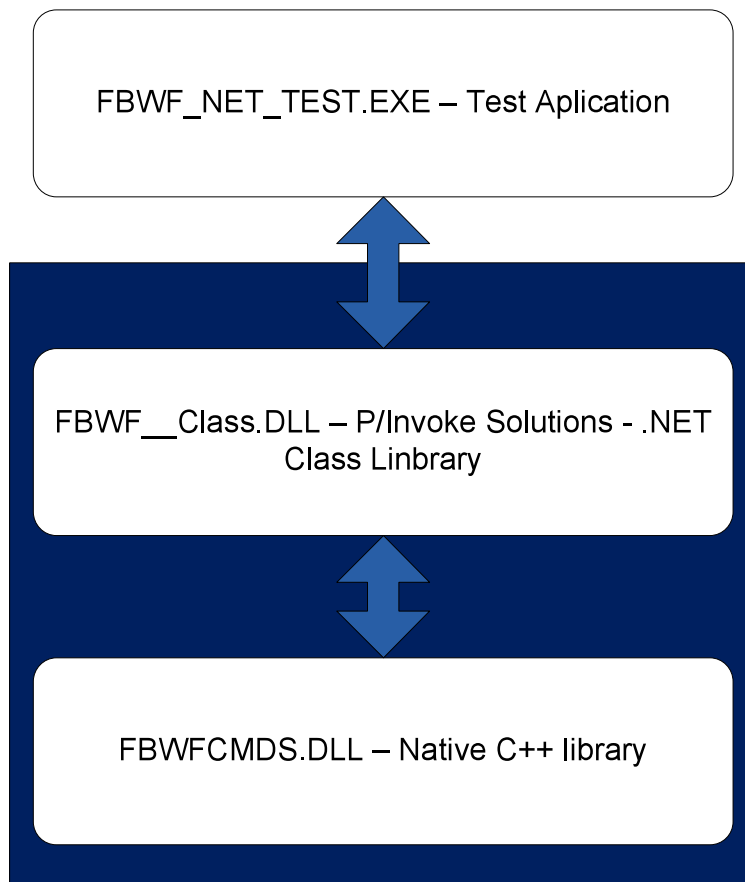 FBWF_NET_TEST.EXE – Test Aplication
FBWF__Class.DLL – P/Invoke Solutions - .NET
Class Linbrary
FBWFCMDS.DLL – Native C++ library